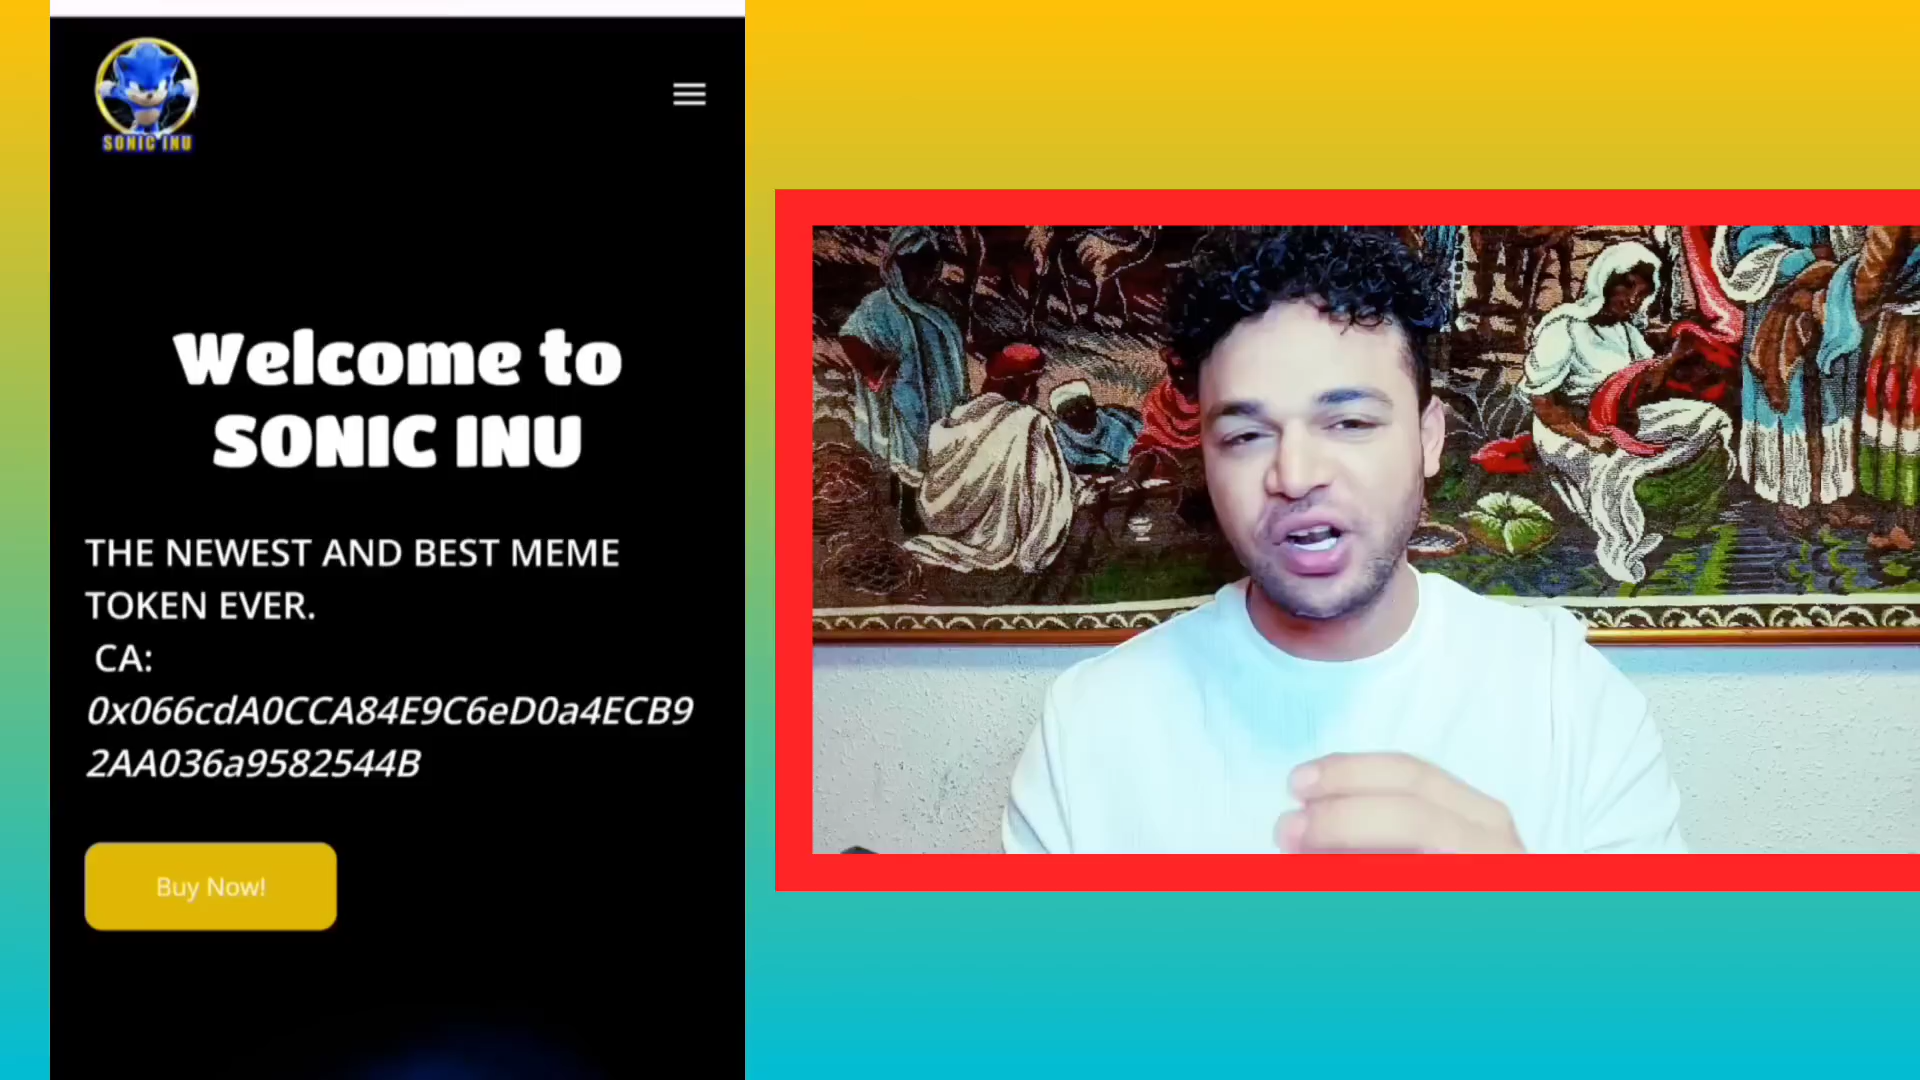 SONIC INU
Welcome to
SONIC INU
THE NEWEST AND BEST MEME
TOKEN EVER.
CA:
0x066cdA0CCA84E9C6eD0a4ECB9
2AA036a9582544B
Buy Now!